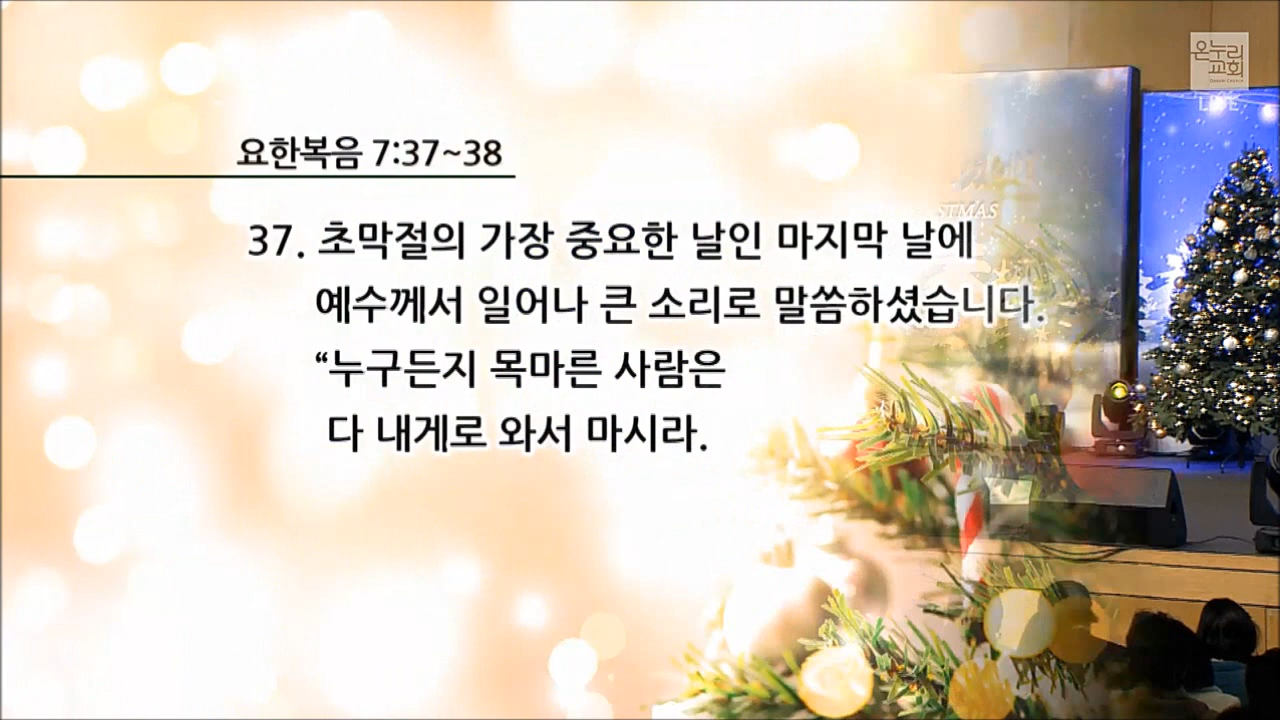 온누리
교회
LIVE
요한복음 7:37~38
37. 초막절의 가장 중요한 날인 마지막 날에
예수께서 일어나 큰 소리로 말씀하셨습니다.
“누구든지 목마른 사람은
다 내게로 와서 마시라.
STMAS